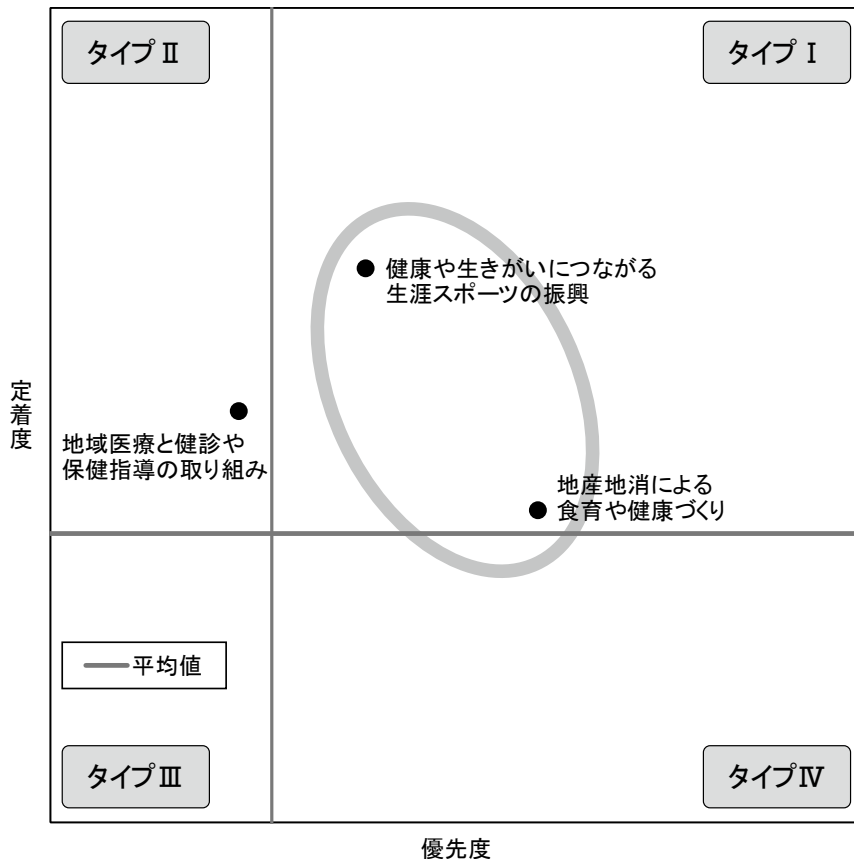 タイプⅡ
タイプⅠ
健康や生きがいにつながる
生涯スポーツの振興
定着度
地域医療と健診や
保健指導の取り組み
地産地消による
食育や健康づくり
平均値
タイプⅢ
タイプⅣ
優先度